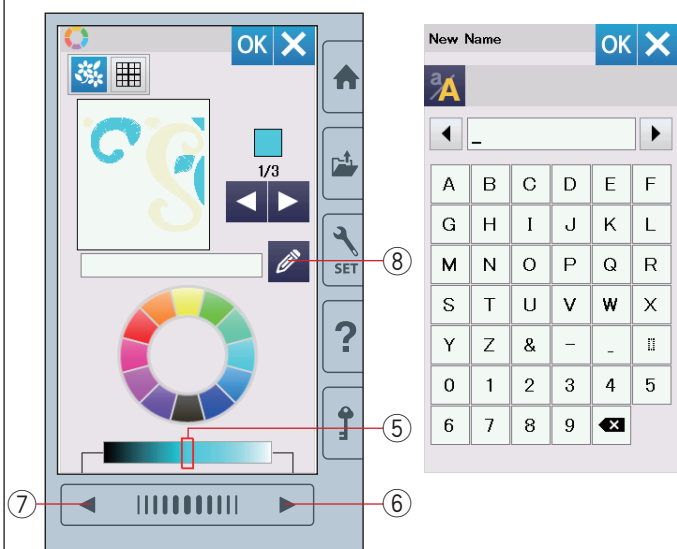 OK
1/3
SET
?
⑧
⑤
⑦
⑥
New Name
OK
a/A
_
A B C D E F
G H I J K L
M N O P Q R
S T U V W X
Y Z & - _
0 1 2 3 4 5
6 7 8 9